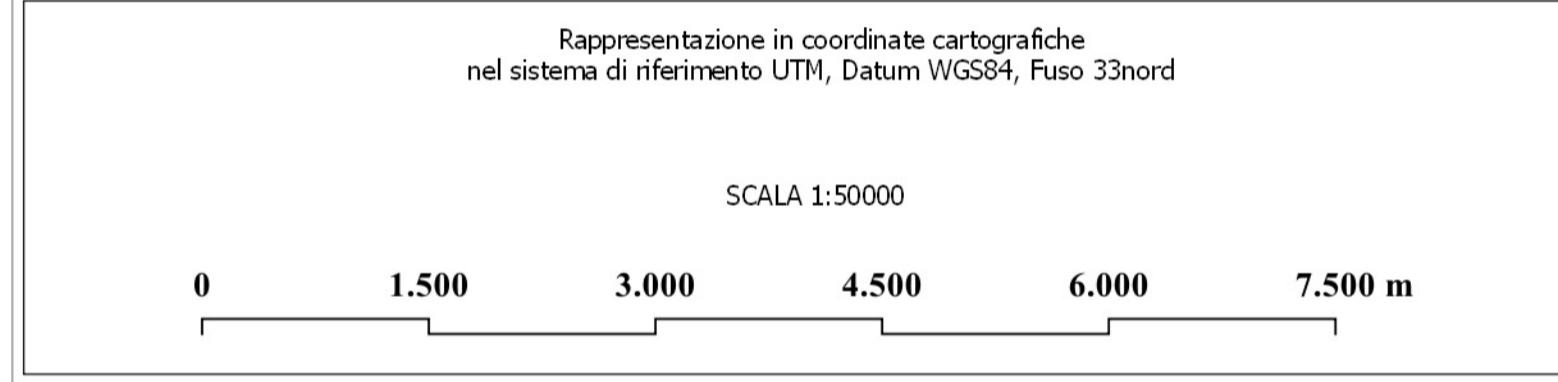 Rappresentazione in coordinate cartografiche
nel sistema di riferimento UTM, Datum WGS84, Fuso 33nord
SCALA 1:50000
0 1.500 3.000 4.500 6.000 7.500 m